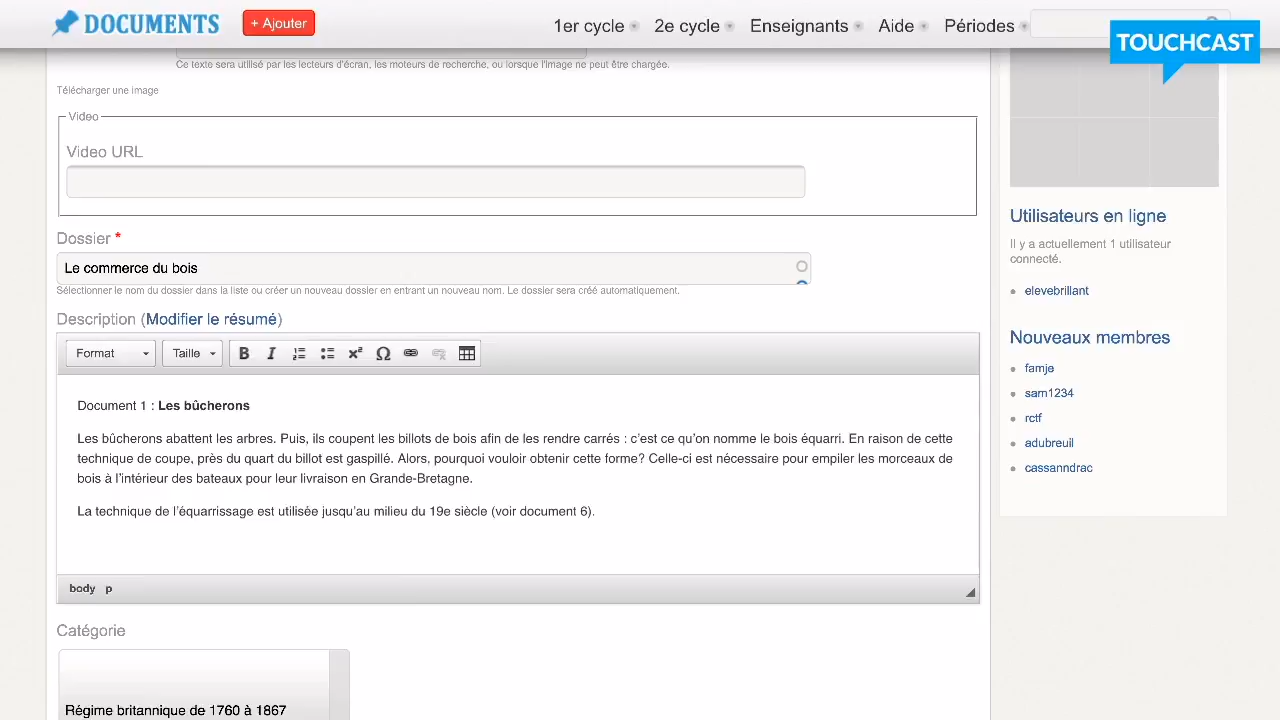 DOCUMENTS
+ Ajouter
1er cycle
2e cycle
Enseignants
Aide
Périodes
TOUCHCAST
Ce texte sera utilisé par les lecteurs d'écran, les moteurs de recherche, ou lorsque l'image ne peut être chargée.
Télécharger une image
Video
Video URL
Dossier *
Le commerce du bois
Sélectionner le nom du dossier dans la liste ou créer un nouveau dossier en entrant un nouveau nom. Le dossier sera créé automatiquement.
Description (Modifier le résumé)
Format
Taille
B I x² Ω
Document 1 : Les bûcherons
Les bûcherons abattent les arbres. Puis, ils coupent les billots de bois afin de les rendre carrés : c’est ce qu’on nomme le bois équarri. En raison de cette
technique de coupe, près du quart du billot est gaspillé. Alors, pourquoi vouloir obtenir cette forme? Celle-ci est nécessaire pour empiler les morceaux de
bois à l’intérieur des bateaux pour leur livraison en Grande-Bretagne.
La technique de l’équarrissage est utilisée jusqu’au milieu du 19e siècle (voir document 6).
body p
Catégorie
Régime britannique de 1760 à 1867
Utilisateurs en ligne
Il y a actuellement 1 utilisateur
connecté.
elevebrillant
Nouveaux membres
famje
sam1234
rctf
adubreuil
cassanndrac